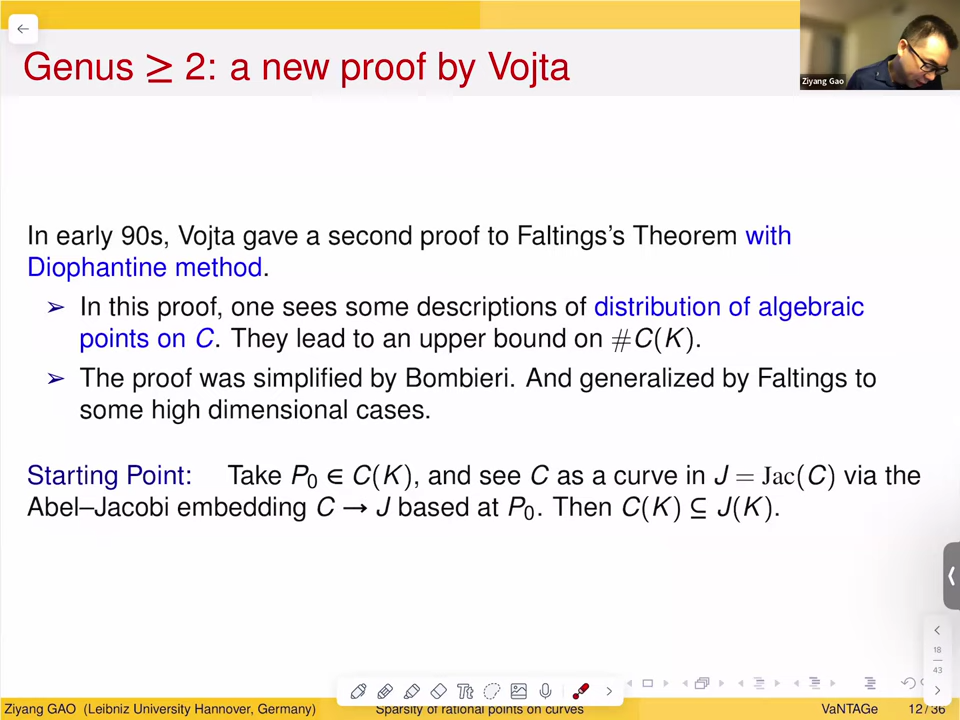 Genus ≥ 2: a new proof by Vojta
Ziyang Gao
In early 90s, Vojta gave a second proof to Faltings's Theorem with
Diophantine method.
➢ In this proof, one sees some descriptions of distribution of algebraic
points on C. They lead to an upper bound on #C(K).
➢ The proof was simplified by Bombieri. And generalized by Faltings to
some high dimensional cases.
Starting Point: Take P₀ ∈ C(K), and see C as a curve in J = Jac(C) via the
Abel–Jacobi embedding C → J based at P₀. Then C(K) ⊆ J(K).
18
43
Tt
Ziyang GAO (Leibniz University Hannover, Germany) Sparsity of rational points on curves VaNTAGe 12 / 36